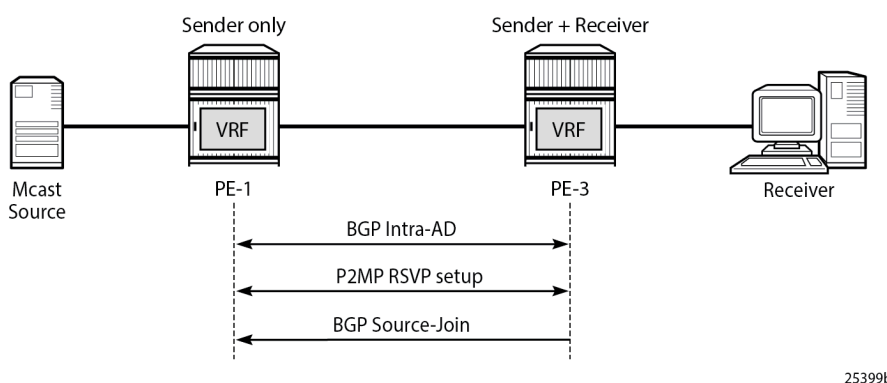 Sender only
Sender + Receiver
VRF
VRF
Mcast
Source
PE-1
PE-3
Receiver
BGP Intra-AD
P2MP RSVP setup
BGP Source-Join
25399b